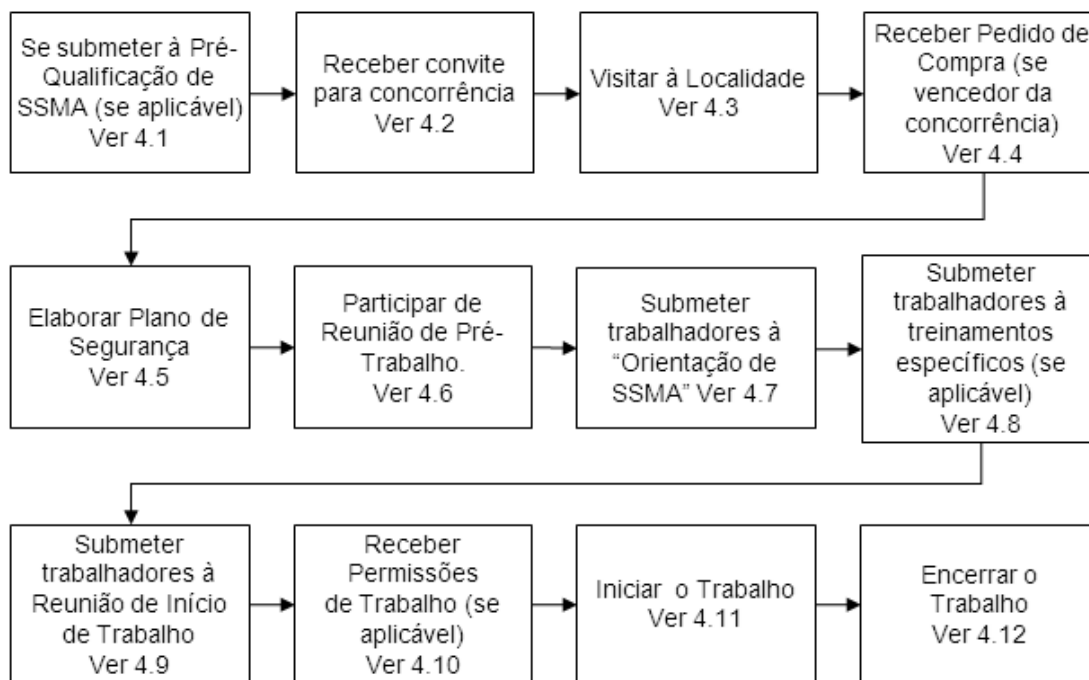 Se submeter à Pré-
Qualificação de
SSMA (se aplicável)
Ver 4.1
Receber convite
para concorrência
Ver 4.2
Visitar à Localidade
Ver 4.3
Receber Pedido de
Compra (se
vencedor da
concorrência)
Ver 4.4
Elaborar Plano de
Segurança
Ver 4.5
Participar de
Reunião de Pré-
Trabalho.
Ver 4.6
Submeter
trabalhadores à
“Orientação de
SSMA” Ver 4.7
Submeter
trabalhadores à
treinamentos
específicos (se
aplicável)
Ver 4.8
Submeter
trabalhadores à
Reunião de Início
de Trabalho
Ver 4.9
Receber
Permissões
de Trabalho (se
aplicável)
Ver 4.10
Iniciar o Trabalho
Ver 4.11
Encerrar o
Trabalho
Ver 4.12